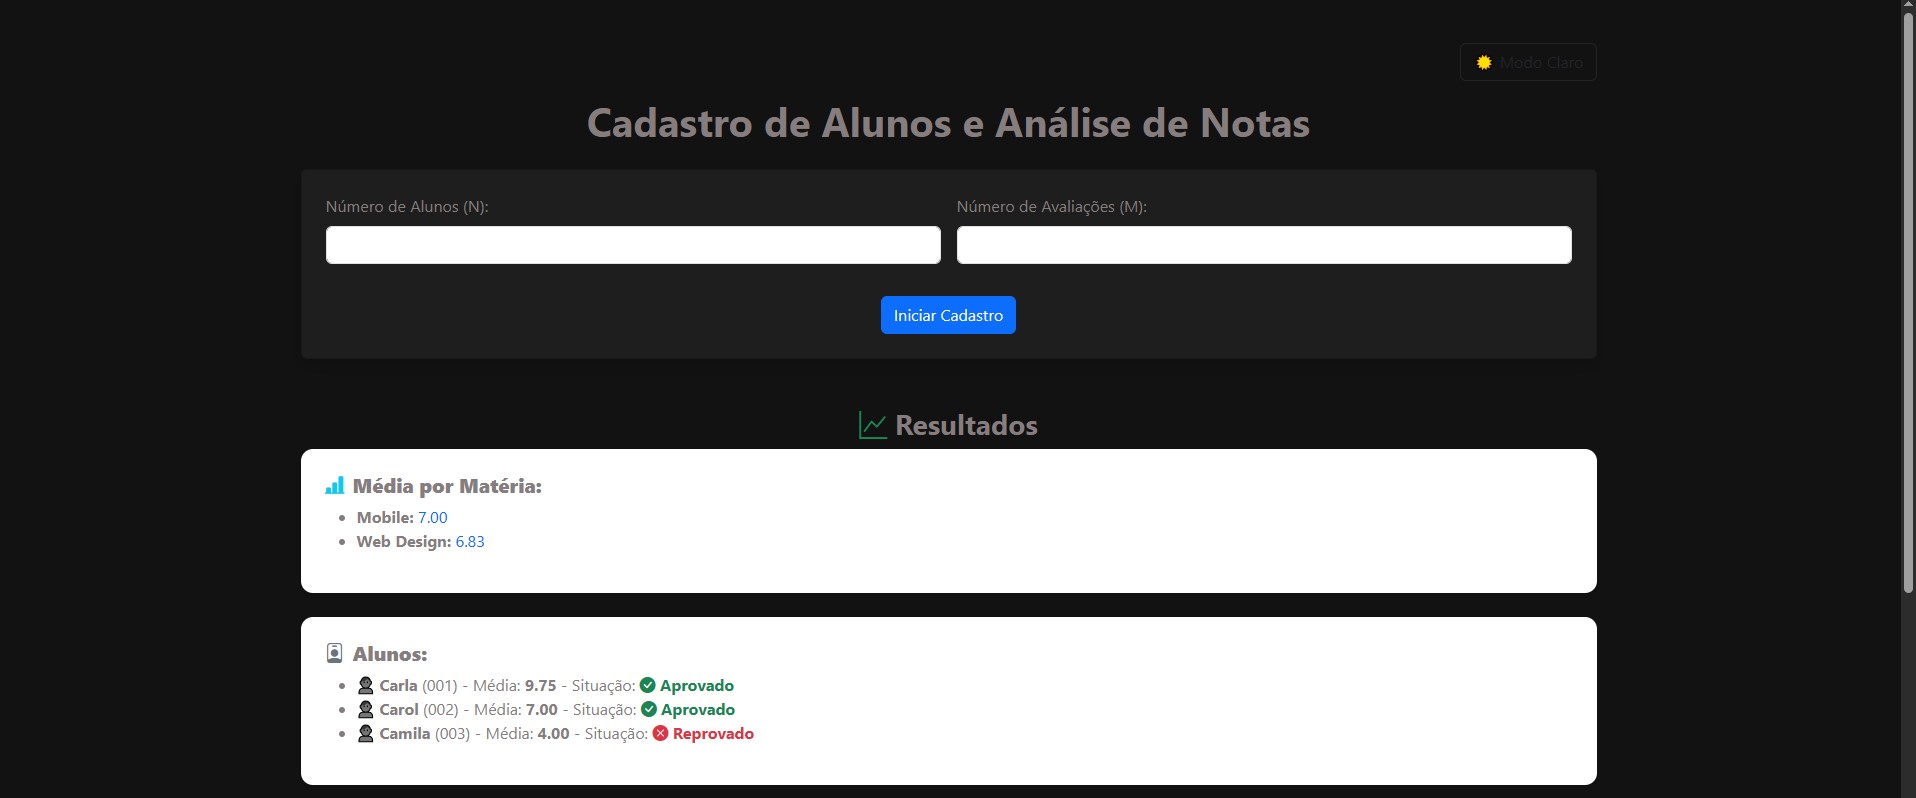 Modo Claro
Cadastro de Alunos e Análise de Notas
Número de Alunos (N):
Número de Avaliações (M):
Iniciar Cadastro
Resultados
Média por Matéria:
Mobile: 7.00
Web Design: 6.83
Alunos:
Carla (001) - Média: 9.75 - Situação: Aprovado
Carol (002) - Média: 7.00 - Situação: Aprovado
Camila (003) - Média: 4.00 - Situação: Reprovado